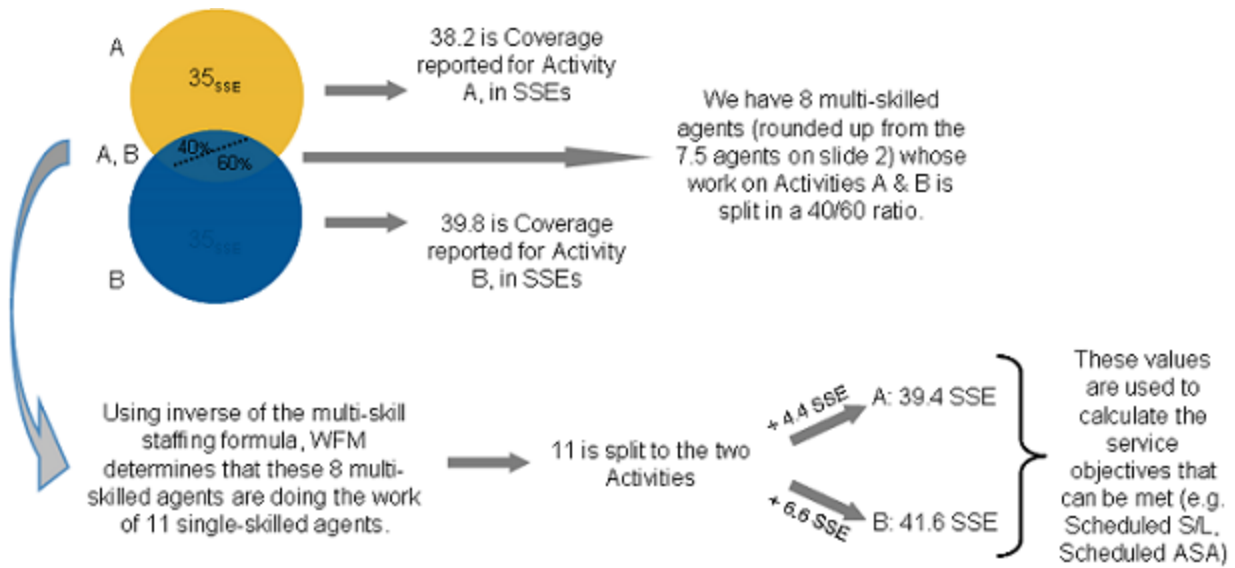 A
35SSE
A, B
40%
60%
35SSE
B
38.2 is Coverage
reported for Activity
A, in SSEs
39.8 is Coverage
reported for Activity
B, in SSEs
We have 8 multi-skilled
agents (rounded up from the
7.5 agents on slide 2) whose
work on Activities A & B is
split in a 40/60 ratio.
Using inverse of the multi-skill
staffing formula, WFM
determines that these 8 multi-
skilled agents are doing the work
of 11 single-skilled agents.
11 is split to the two
Activities
+ 4.4 SSE
A: 39.4 SSE
+ 6.6 SSE
B: 41.6 SSE
These values
are used to
calculate the
service
objectives that
can be met (e.g.
Scheduled S/L,
Scheduled ASA)